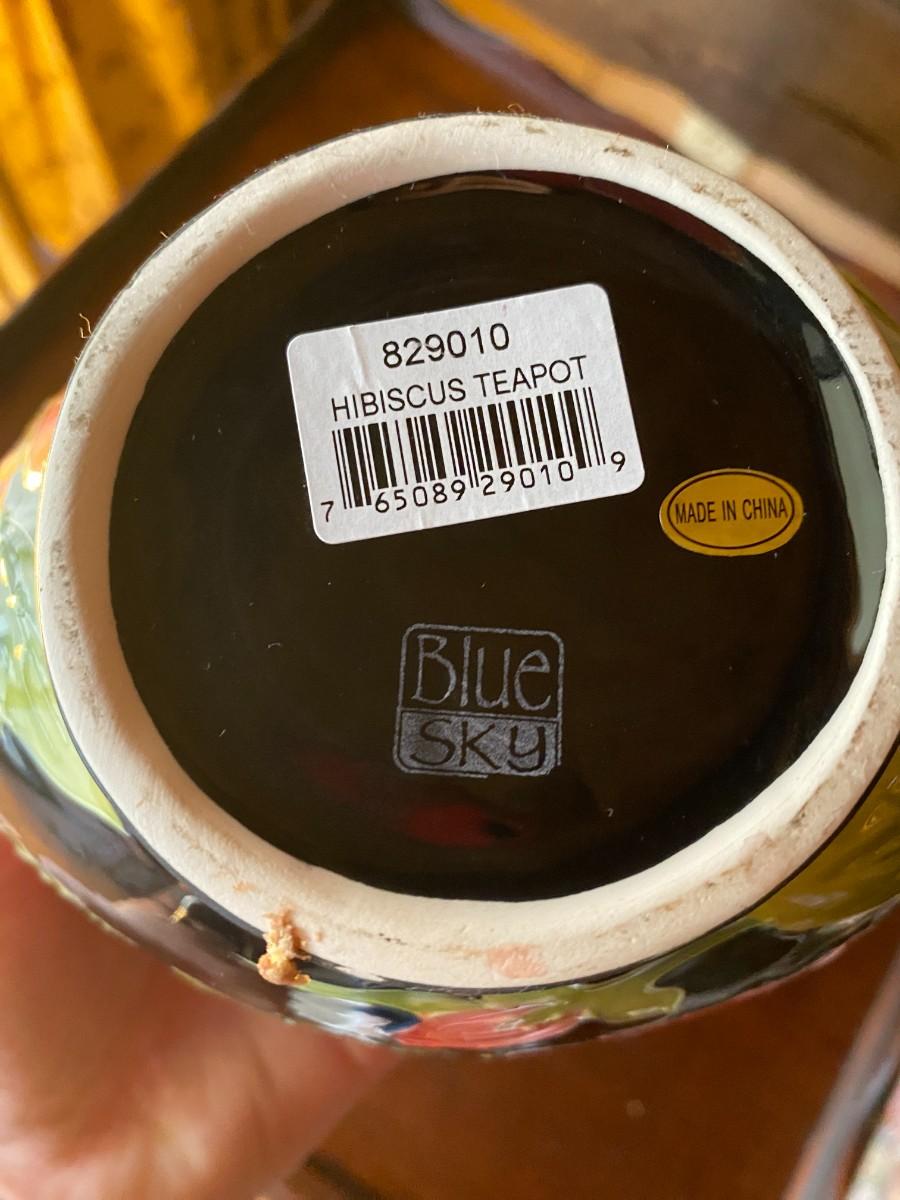 829010
HIBISCUS TEAPOT
7 65089 29010 9
MADE IN CHINA
Blue
Sky